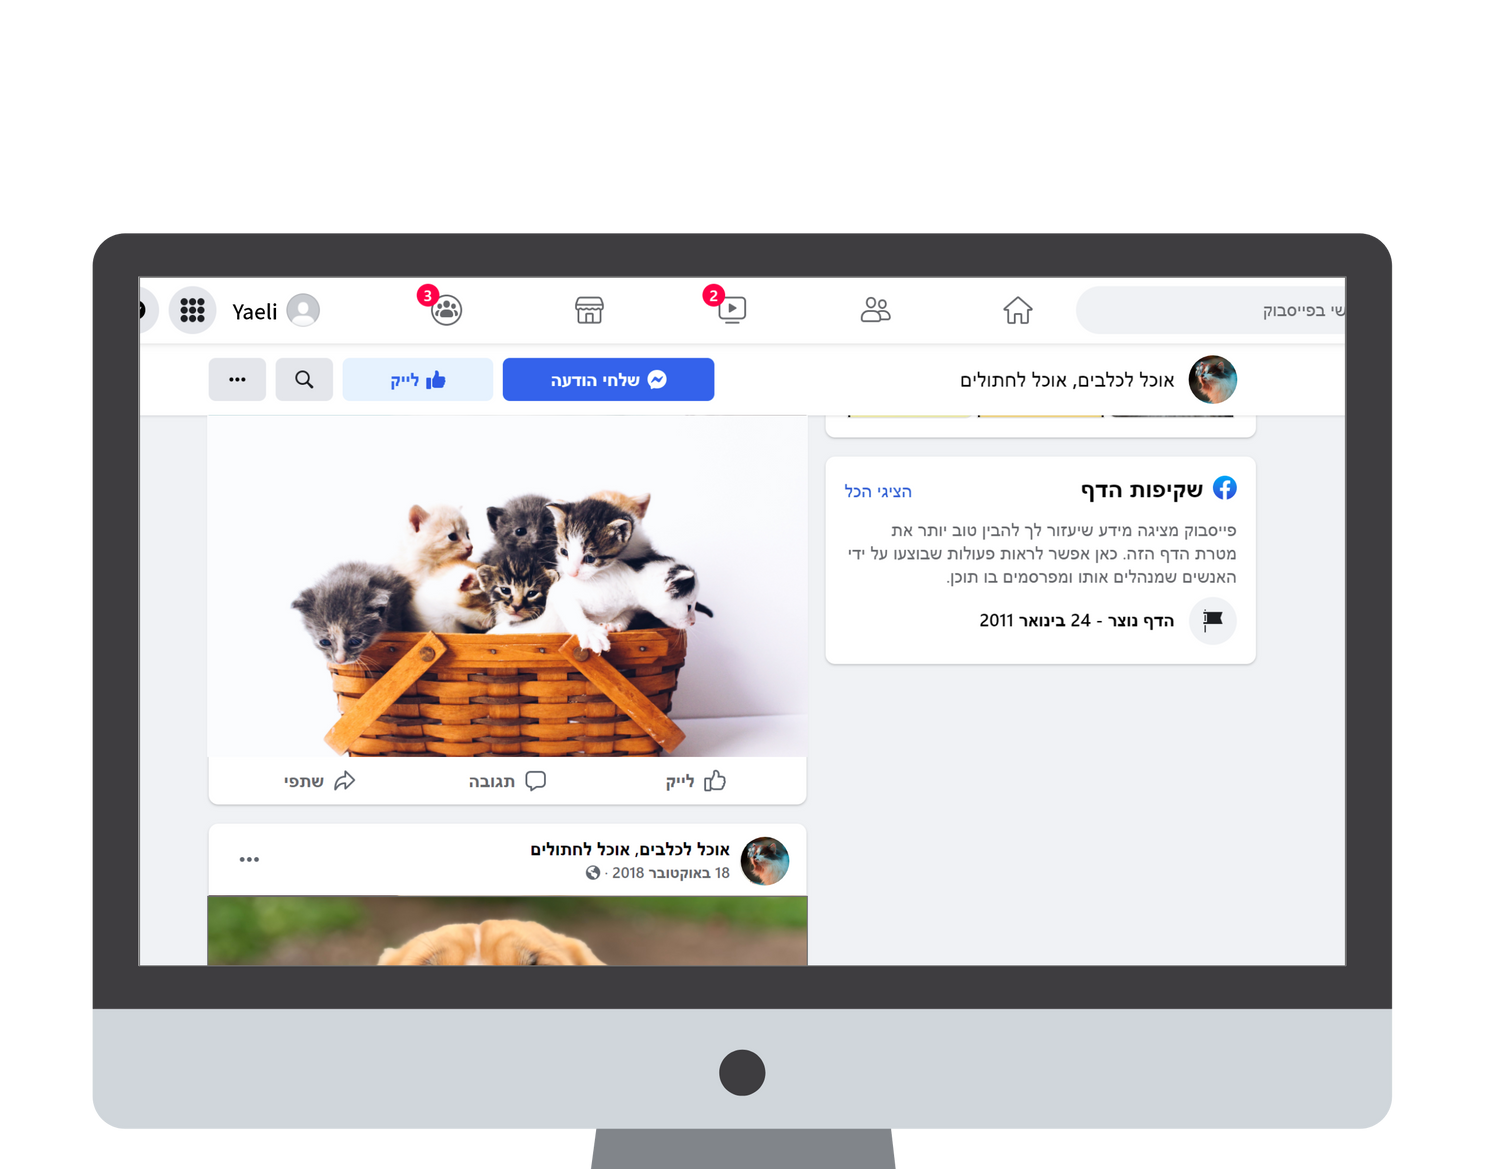 שי בפייסבוק
2
3
Yaeli
אוכל לכלבים, אוכל לחתולים
שלחי הודעה
לייק
שקיפות הדף
הציגי הכל
פייסבוק מציגה מידע שיעזור לך להבין טוב יותר את
מטרת הדף הזה. כאן אפשר לראות פעולות שבוצעו על ידי
האנשים שמנהלים אותו ומפרסמים בו תוכן.
הדף נוצר - 24 בינואר 2011
לייק
תגובה
שתפי
אוכל לכלבים, אוכל לחתולים
18 באוקטובר 2018 ·